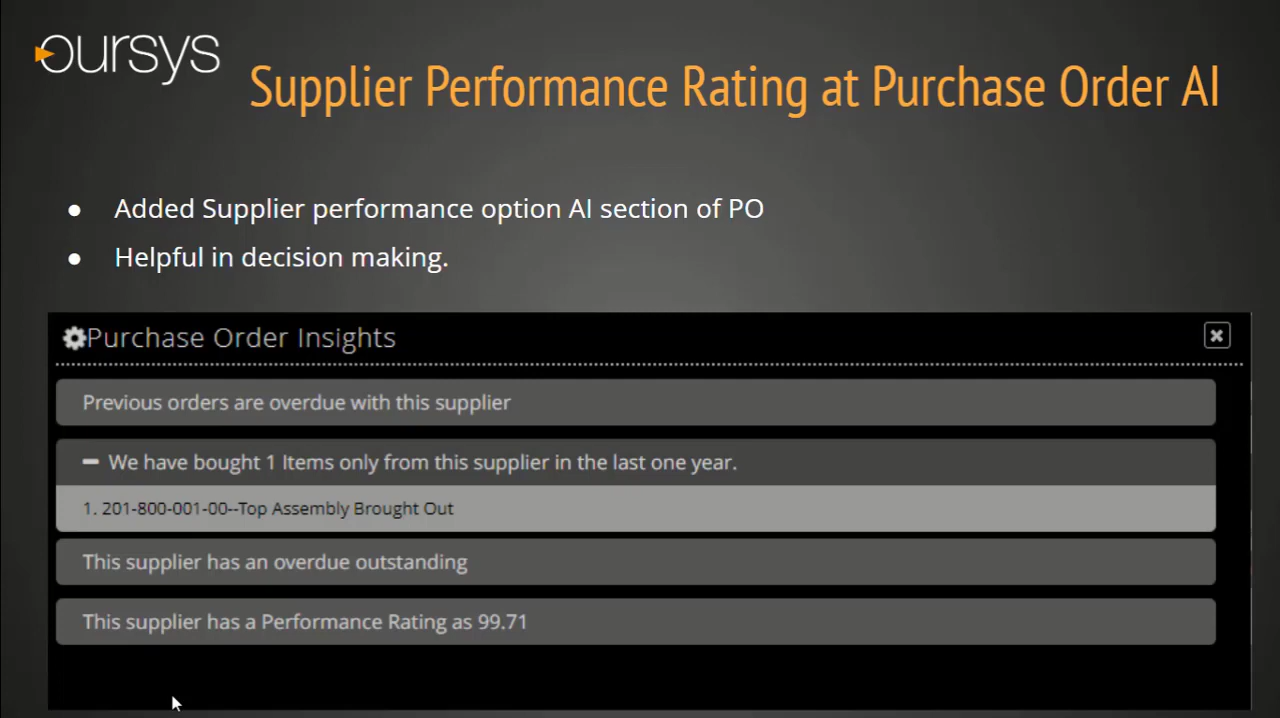 oursys
Supplier Performance Rating at Purchase Order AI
● Added Supplier performance option AI section of PO
● Helpful in decision making.
Purchase Order Insights
Previous orders are overdue with this supplier
We have bought 1 Items only from this supplier in the last one year.
1. 201-800-001-00--Top Assembly Brought Out
This supplier has an overdue outstanding
This supplier has a Performance Rating as 99.71